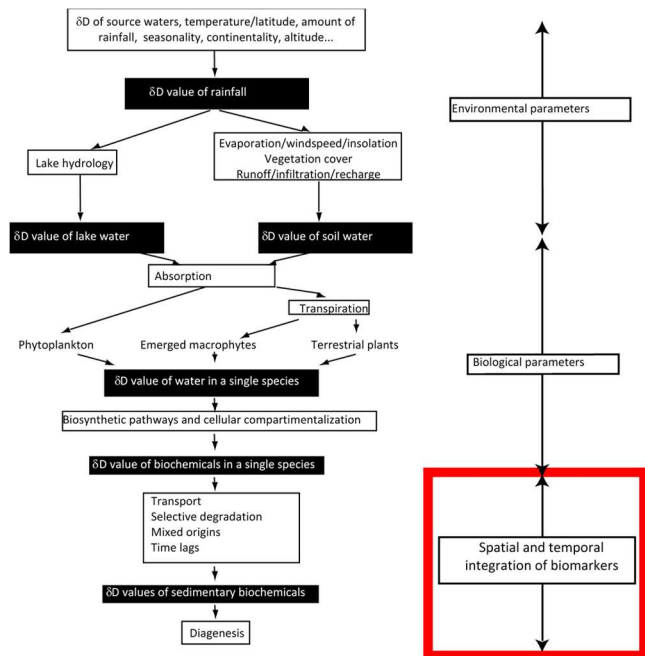 δD of source waters, temperature/latitude, amount of
rainfall, seasonality, continentality, altitude...
δD value of rainfall
Environmental parameters
Lake hydrology
Evaporation/windspeed/insolation
Vegetation cover
Runoff/infiltration/recharge
δD value of lake water
δD value of soil water
Absorption
Transpiration
Phytoplankton
Emerged macrophytes
Terrestrial plants
Biological parameters
δD value of water in a single species
Biosynthetic pathways and cellular compartimentalization
δD value of biochemicals in a single species
Transport
Selective degradation
Mixed origins
Time lags
Spatial and temporal
integration of biomarkers
δD values of sedimentary biochemicals
Diagenesis